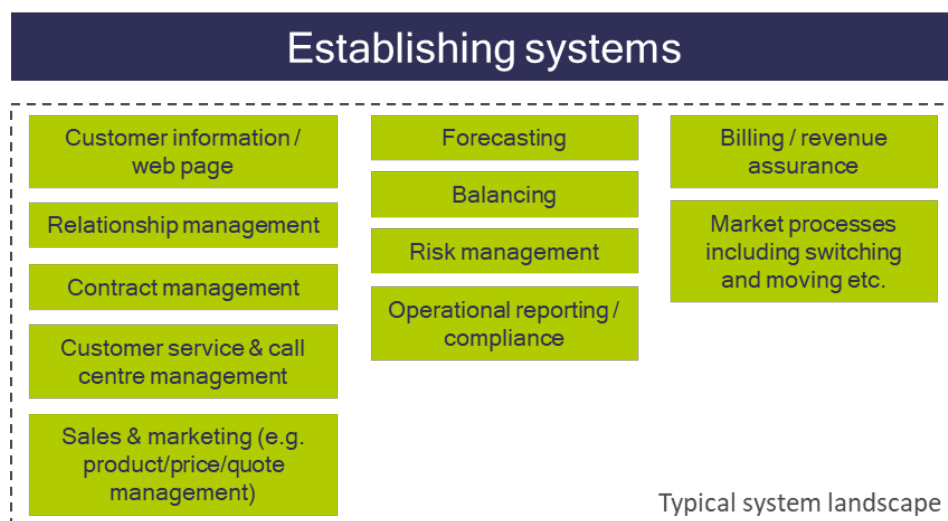 Establishing systems
Customer information /
web page
Relationship management
Contract management
Customer service & call
centre management
Sales & marketing (e.g.
product/price/quote
management)
Forecasting
Balancing
Risk management
Operational reporting /
compliance
Billing / revenue
assurance
Market processes
including switching
and moving etc.
Typical system landscape